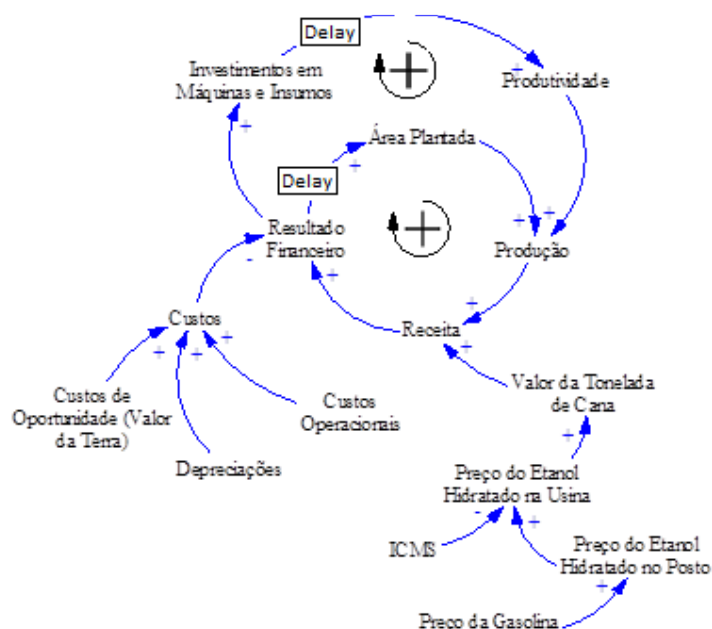 Delay
Investimentos em
Máquinas e Insumos
+
+
Produtividade
+
Área Plantada
+
Delay
+
Resultado
Financeiro
+
+
+
Produção
-
+
+
Custos
+
+
+
Receita
+
Custos de
Oportunidade (Valor
da Terra)
Custos
Operacionais
Valor da Tonelada
de Cana
+
Depreciações
Preço do Etanol
Hidratado na Usina
-
+
ICMS
Preço do Etanol
Hidratado no Posto
+
Preço da Gasolina